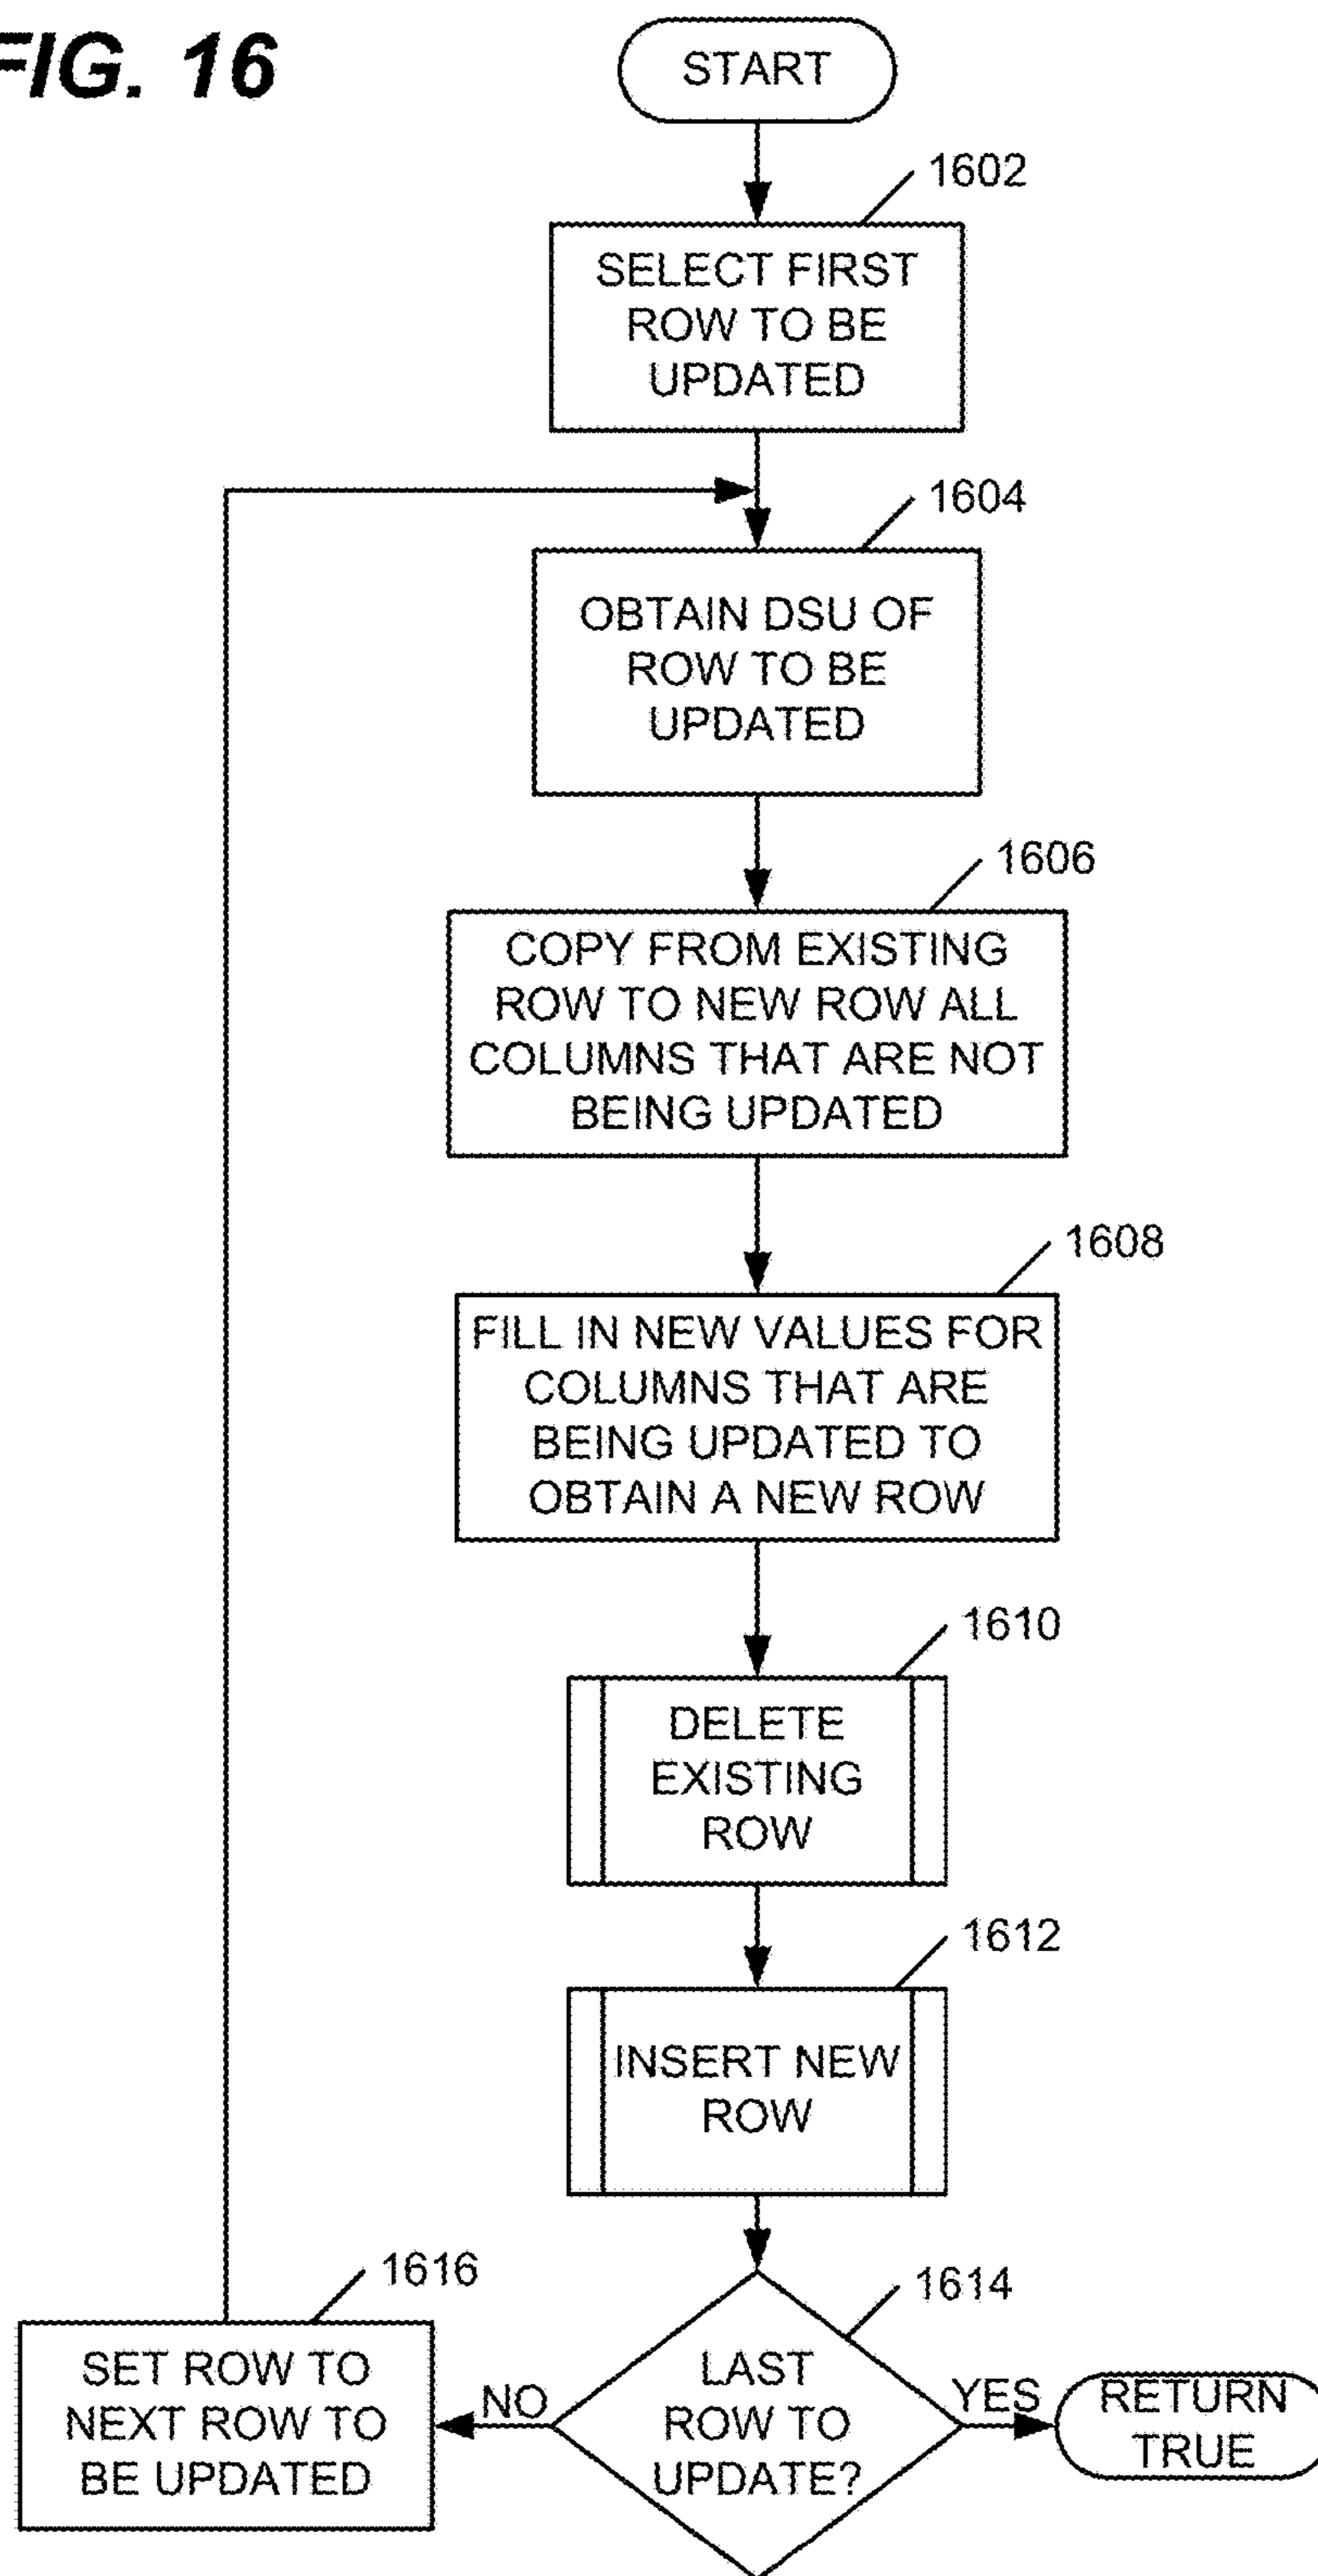 FIG. 16
START
1602
SELECT FIRST
ROW TO BE
UPDATED
1604
OBTAIN DSU OF
ROW TO BE
UPDATED
1606
COPY FROM EXISTING
ROW TO NEW ROW ALL
COLUMNS THAT ARE NOT
BEING UPDATED
1608
FILL IN NEW VALUES FOR
COLUMNS THAT ARE
BEING UPDATED TO
OBTAIN A NEW ROW
1610
DELETE
EXISTING
ROW
1612
INSERT NEW
ROW
1616
SET ROW TO
NEXT ROW TO
BE UPDATED
NO
1614
LAST
ROW TO
UPDATE?
YES
RETURN
TRUE